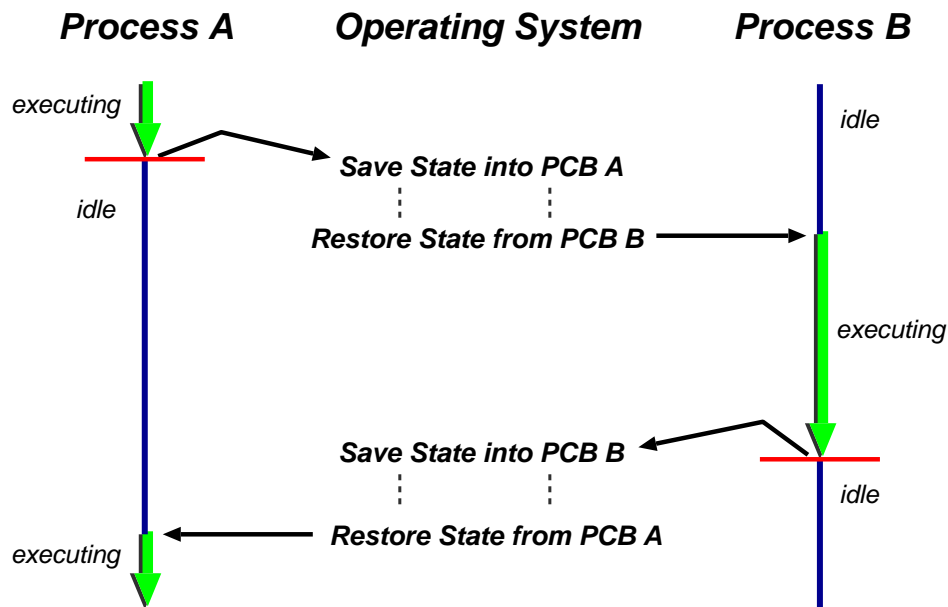 Process A
Operating System
Process B
executing
idle
Save State into PCB A
idle
Restore State from PCB B
executing
Save State into PCB B
idle
Restore State from PCB A
executing